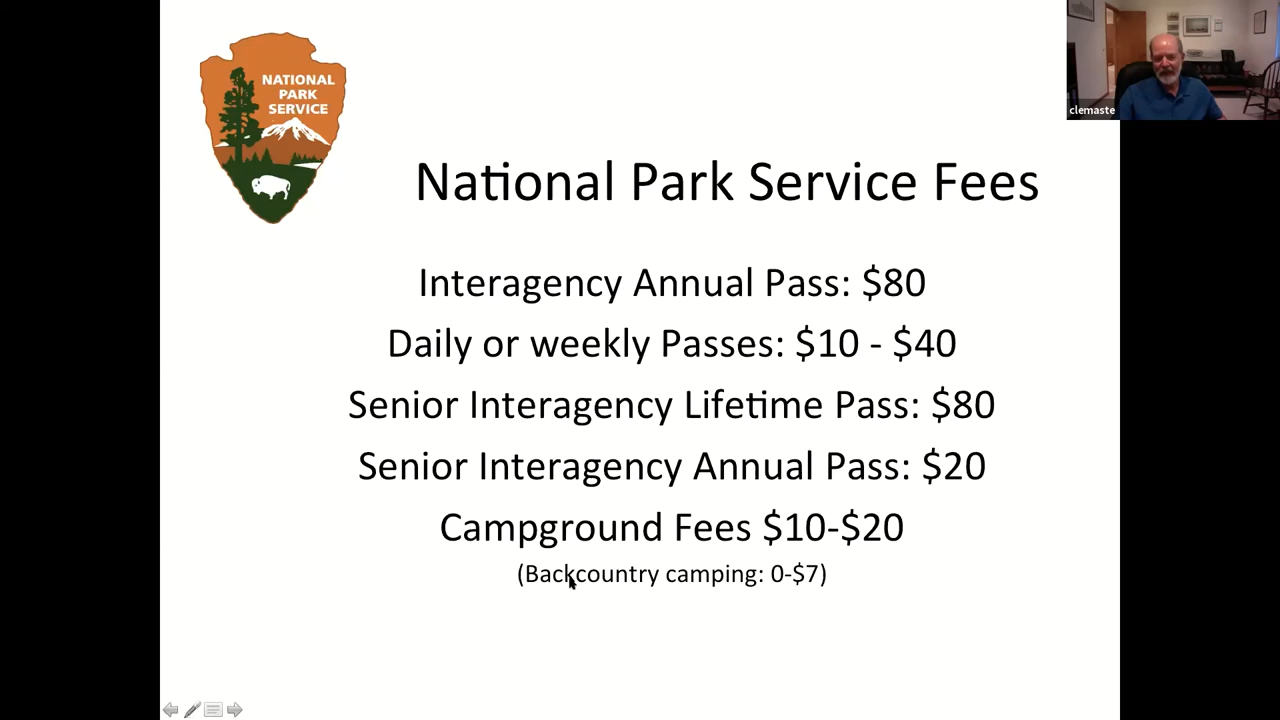 NATIONAL
PARK
SERVICE
clemaste
National Park Service Fees
Interagency Annual Pass: $80
Daily or weekly Passes: $10 - $40
Senior Interagency Lifetime Pass: $80
Senior Interagency Annual Pass: $20
Campground Fees $10-$20
(Backcountry camping: 0-$7)